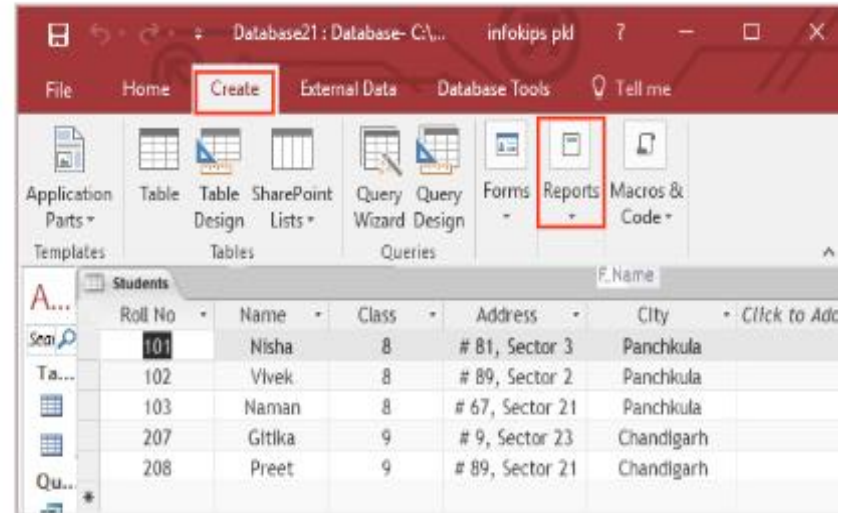 Database21 : Database- C:\... infokips pkl ?
File Home Create External Data Database Tools Tell me
Application Parts Table Table Design SharePoint Lists Query Wizard Query Design Forms Reports Macros & Code
Templates Tables Queries
F_Name
A... Students
Roll No Name Class Address City Click to Add
Sear
101 Nisha 8 # 81, Sector 3 Panchkula
Ta... 102 Vivek 8 # 89, Sector 2 Panchkula
103 Naman 8 # 67, Sector 21 Panchkula
207 Gitika 9 # 9, Sector 23 Chandigarh
Qu... 208 Preet 9 # 89, Sector 21 Chandigarh